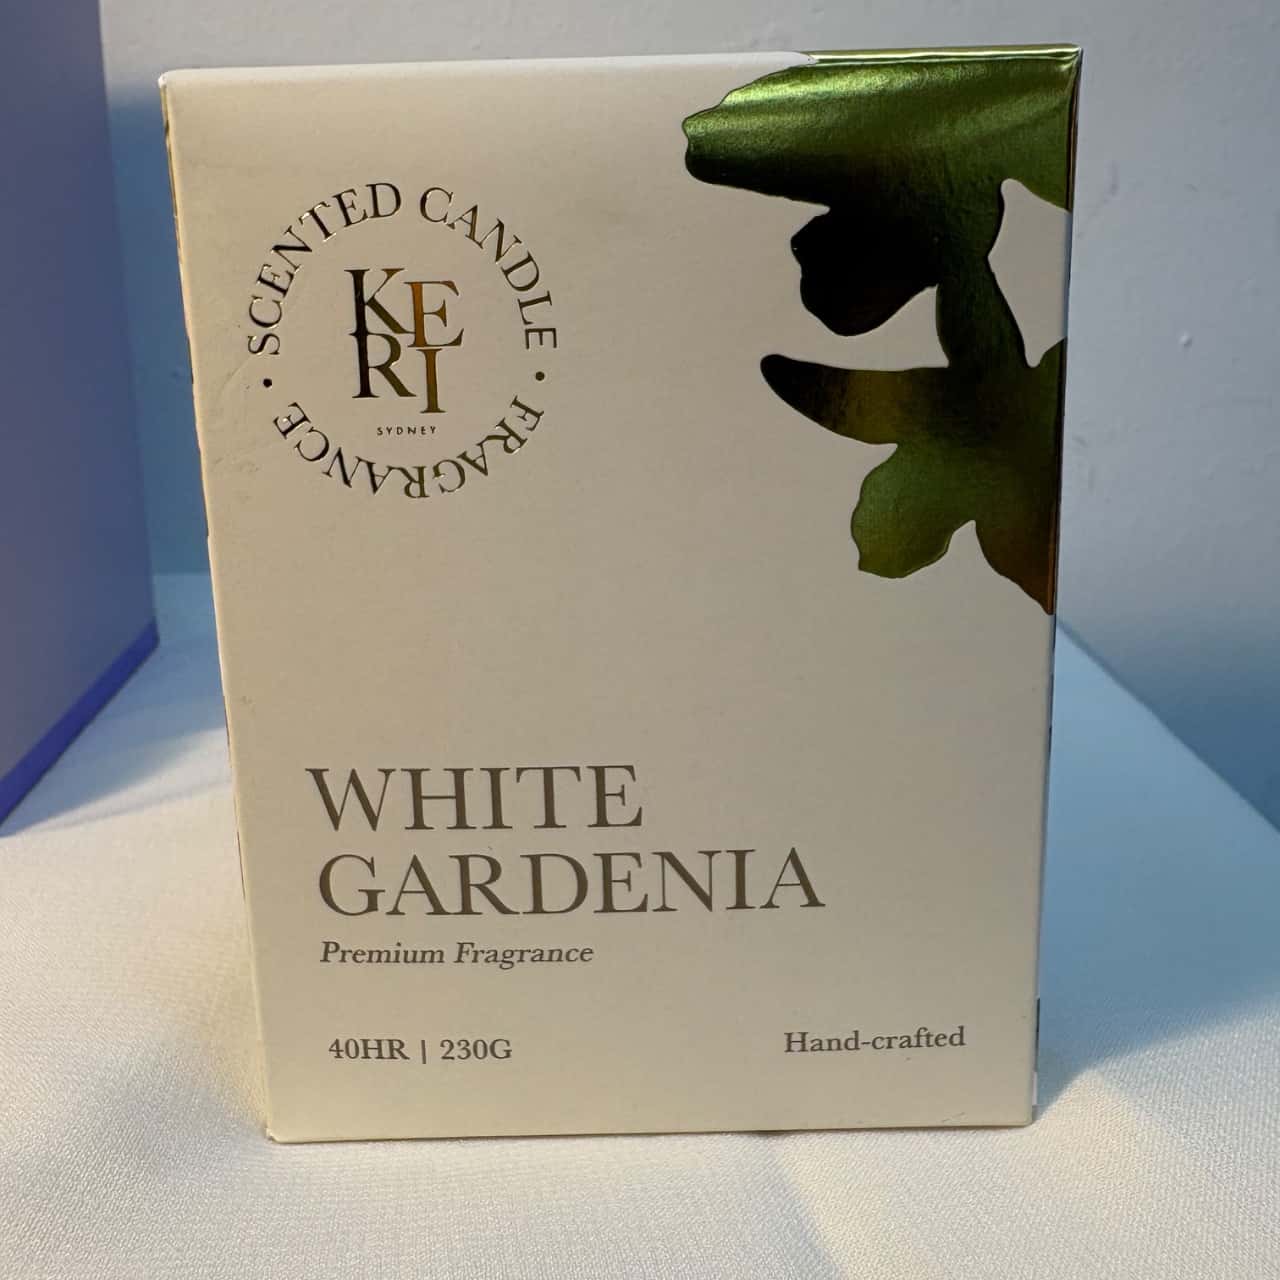 SCENTED CANDLE • FRAGRANCE •
KE
RI
SYDNEY
WHITE
GARDENIA
Premium Fragrance
40HR | 230G
Hand-crafted